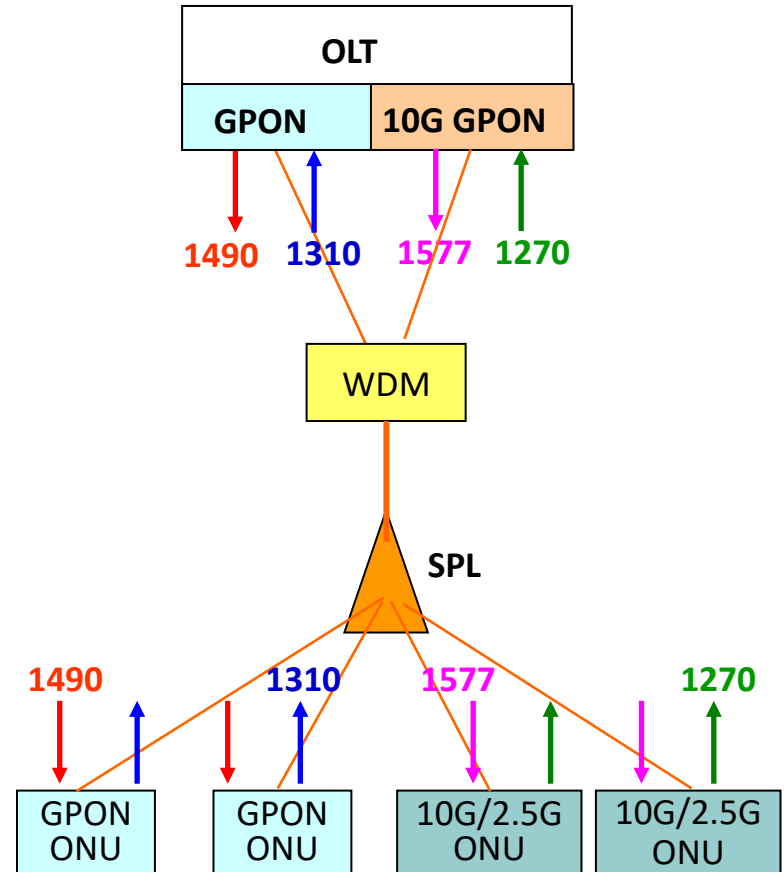 OLT
GPON
10G GPON
1490
1310
1577
1270
WDM
SPL
1490
1310
1577
1270
GPON
ONU
GPON
ONU
10G/2.5G
ONU
10G/2.5G
ONU